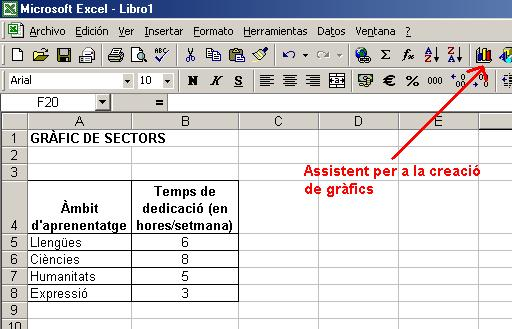 Microsoft Excel - Libro1
Archivo Edición Ver Insertar Formato Herramientas Datos Ventana ?
Arial 10 N K S € % 000
F20 =
A B C D E
1 GRÀFIC DE SECTORS
2
3
Assistent per a la creació
de gràfics
Àmbit
d'aprenentatge
Temps de
dedicació (en
hores/setmana)
4
5 Llengües 6
6 Ciències 8
7 Humanitats 5
8 Expressió 3
9
10